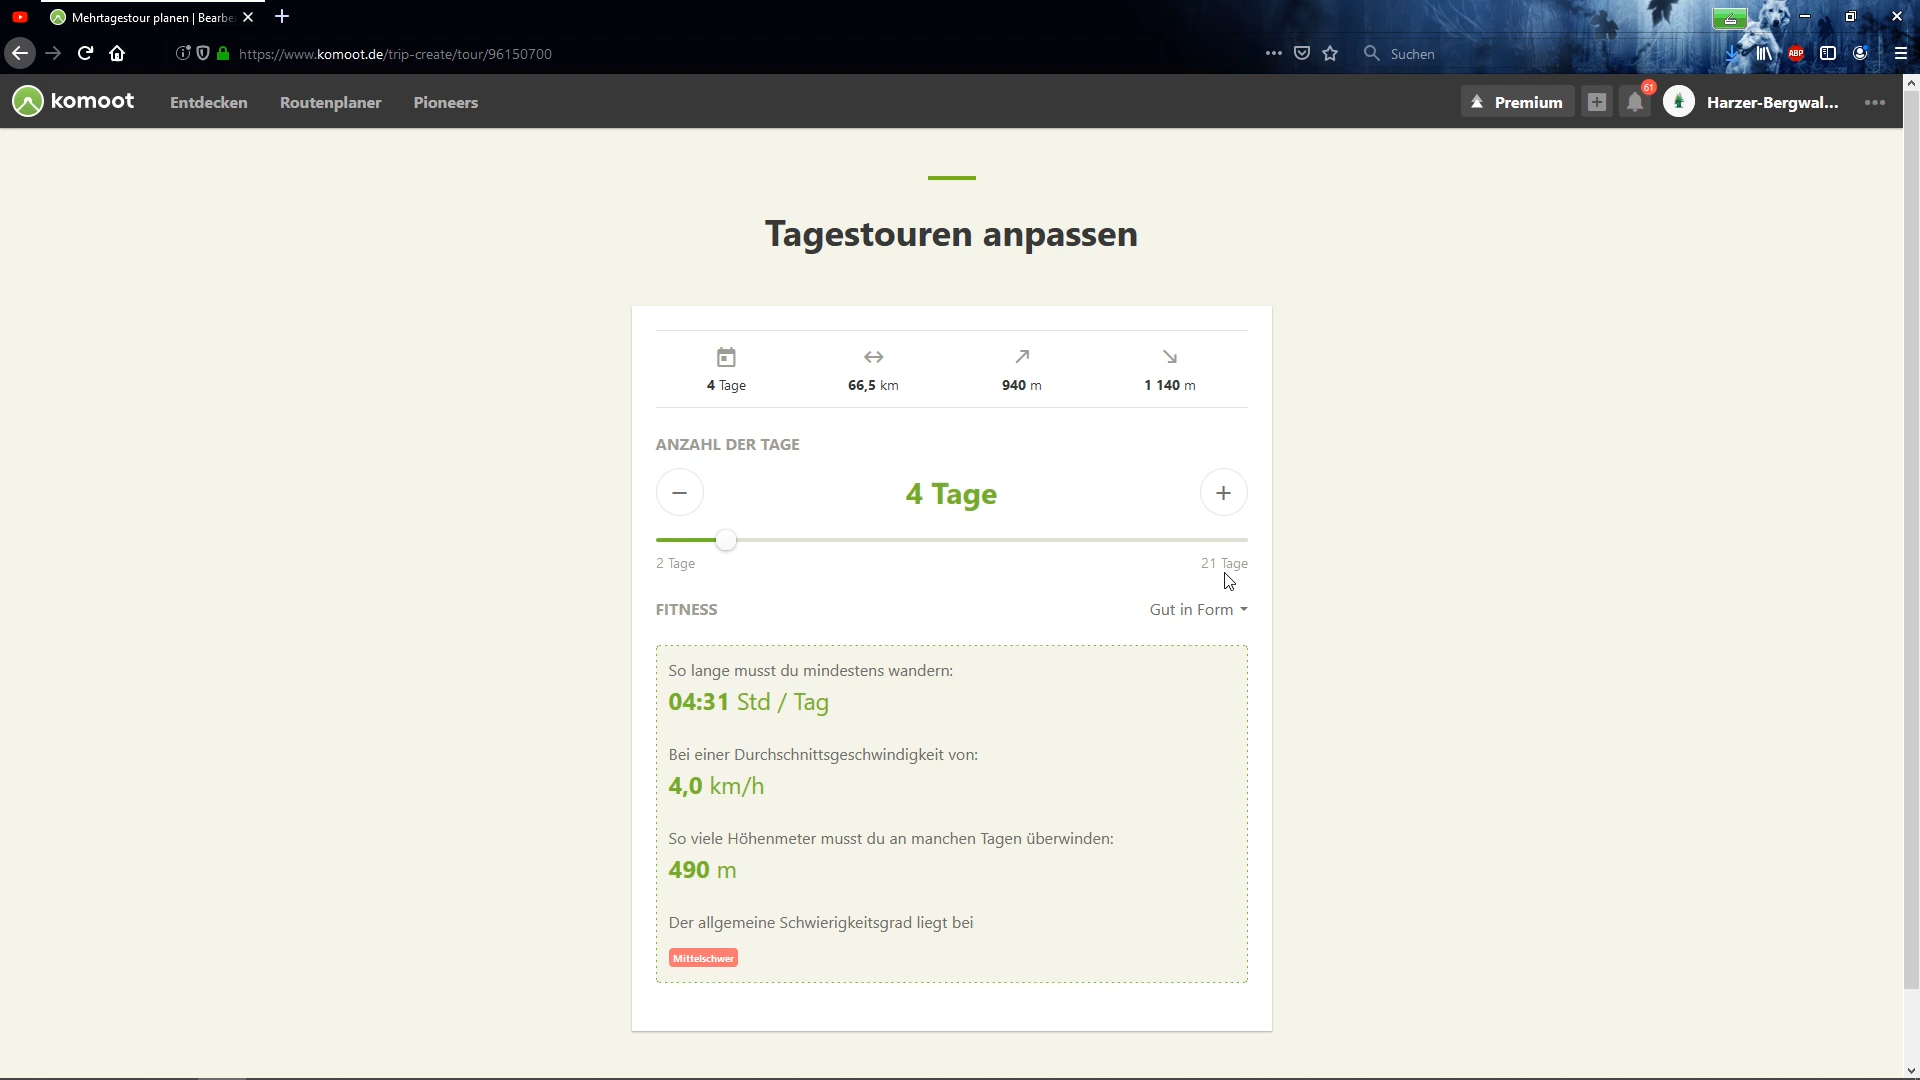 Mehrtagestour planen | Bearbe
https://www.komoot.de/trip-create/tour/96150700
Suchen
ABP
komoot
Entdecken
Routenplaner
Pioneers
Premium
61
Harzer-Bergwal...
Tagestouren anpassen
4 Tage
66,5 km
940 m
1 140 m
ANZAHL DER TAGE
4 Tage
2 Tage
21 Tage
FITNESS
Gut in Form
So lange musst du mindestens wandern:
04:31 Std / Tag
Bei einer Durchschnittsgeschwindigkeit von:
4,0 km/h
So viele Höhenmeter musst du an manchen Tagen überwinden:
490 m
Der allgemeine Schwierigkeitsgrad liegt bei
Mittelschwer